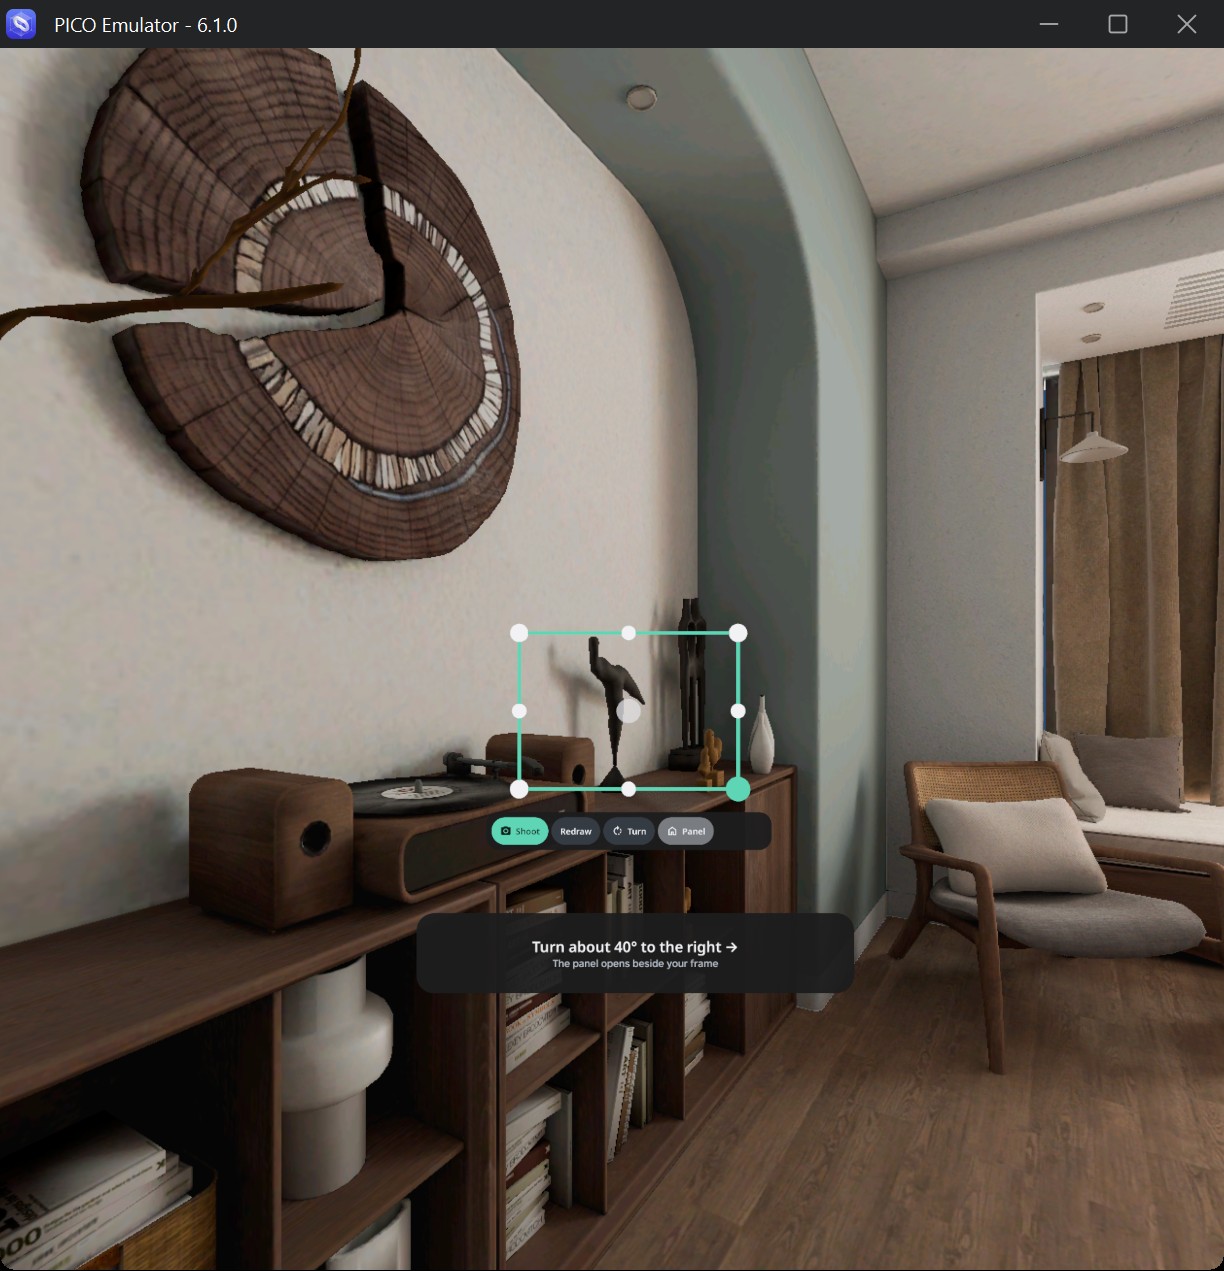 PICO Emulator - 6.1.0
Shoot
Redraw
Turn
Panel
Turn about 40° to the right →
The panel opens beside your frame